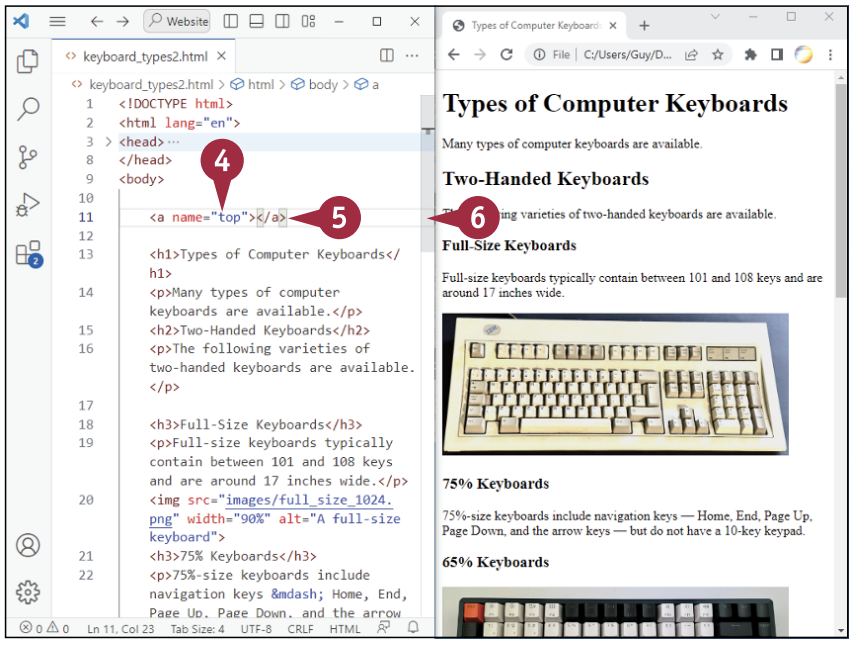 Website
keyboard_types2.html
keyboard_types2.html > html > body > a
1 <!DOCTYPE html>
2 <html lang="en">
3 > <head>…
8 </head>
9 <body>
10
11 <a name="top"></a>
12
13 <h1>Types of Computer Keyboards</
h1>
14 <p>Many types of computer
keyboards are available.</p>
15 <h2>Two-Handed Keyboards</h2>
16 <p>The following varieties of
two-handed keyboards are available.
</p>
17
18 <h3>Full-Size Keyboards</h3>
19 <p>Full-size keyboards typically
contain between 101 and 108 keys
and are around 17 inches wide.</p>
20 <img src="images/full_size_1024.
png" width="90%" alt="A full-size
keyboard">
21 <h3>75% Keyboards</h3>
22 <p>75%-size keyboards include
navigation keys &mdash; Home, End,
Page Up, Page Down, and the arrow
2
0 0 Ln 11, Col 23 Tab Size: 4 UTF-8 CRLF HTML
4
5
6
Types of Computer Keyboards
File C:/Users/Guy/D...
Types of Computer Keyboards
Many types of computer keyboards are available.
Two-Handed Keyboards
varieties of two-handed keyboards are available.
Full-Size Keyboards
Full-size keyboards typically contain between 101 and 108 keys and are
around 17 inches wide.
75% Keyboards
75%-size keyboards include navigation keys — Home, End, Page Up,
Page Down, and the arrow keys — but do not have a 10-key keypad.
65% Keyboards